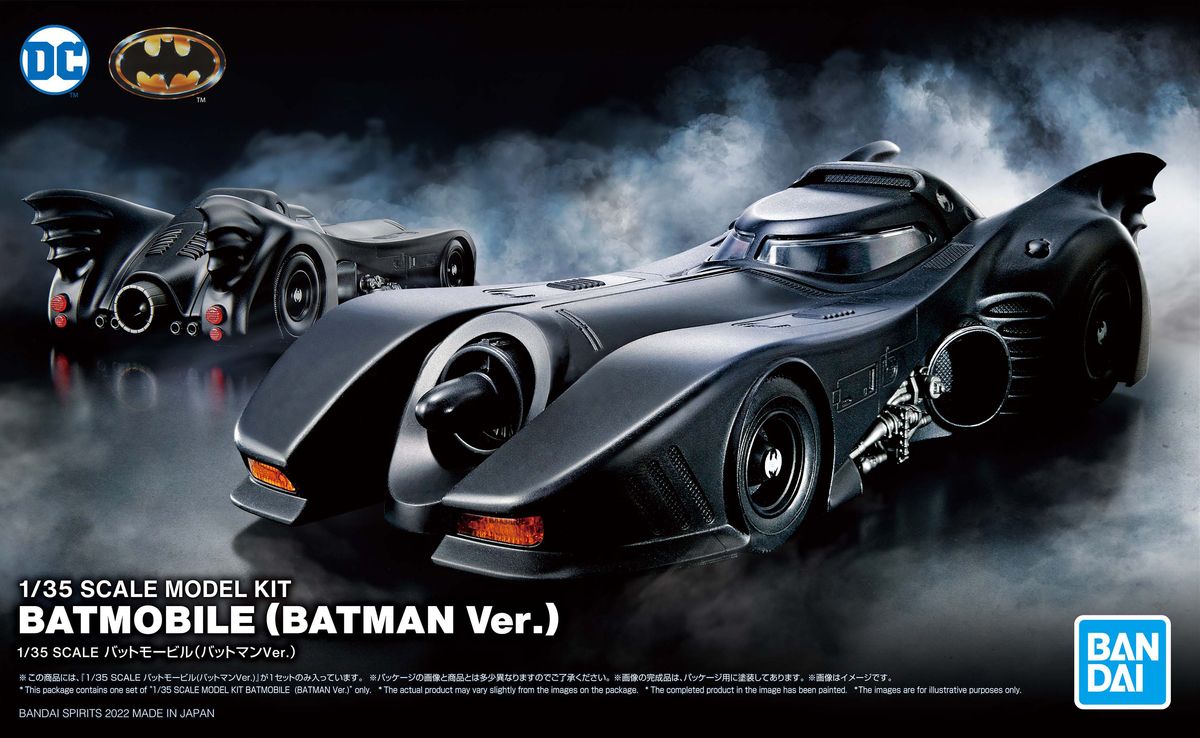 DC
TM
TM
1/35 SCALE MODEL KIT
BATMOBILE (BATMAN Ver.)
1/35 SCALE バットモービル(バットマンVer.)
※この商品には、「1/35 SCALE バットモービル(バットマンVer.)」が1セットのみ入っています。 ※パッケージの画像と商品とは多少異なりますのでご了承ください。 ※画像の完成品は、パッケージ用に塗装してあります。 ※画像はイメージです。
*This package contains one set of "1/35 SCALE MODEL KIT BATMOBILE (BATMAN Ver.)" only. *The actual product may vary slightly from the images on the package. *The completed product in the image has been painted. *The images are for illustrative purposes only.
BANDAI SPIRITS 2022 MADE IN JAPAN
BAN
DAI